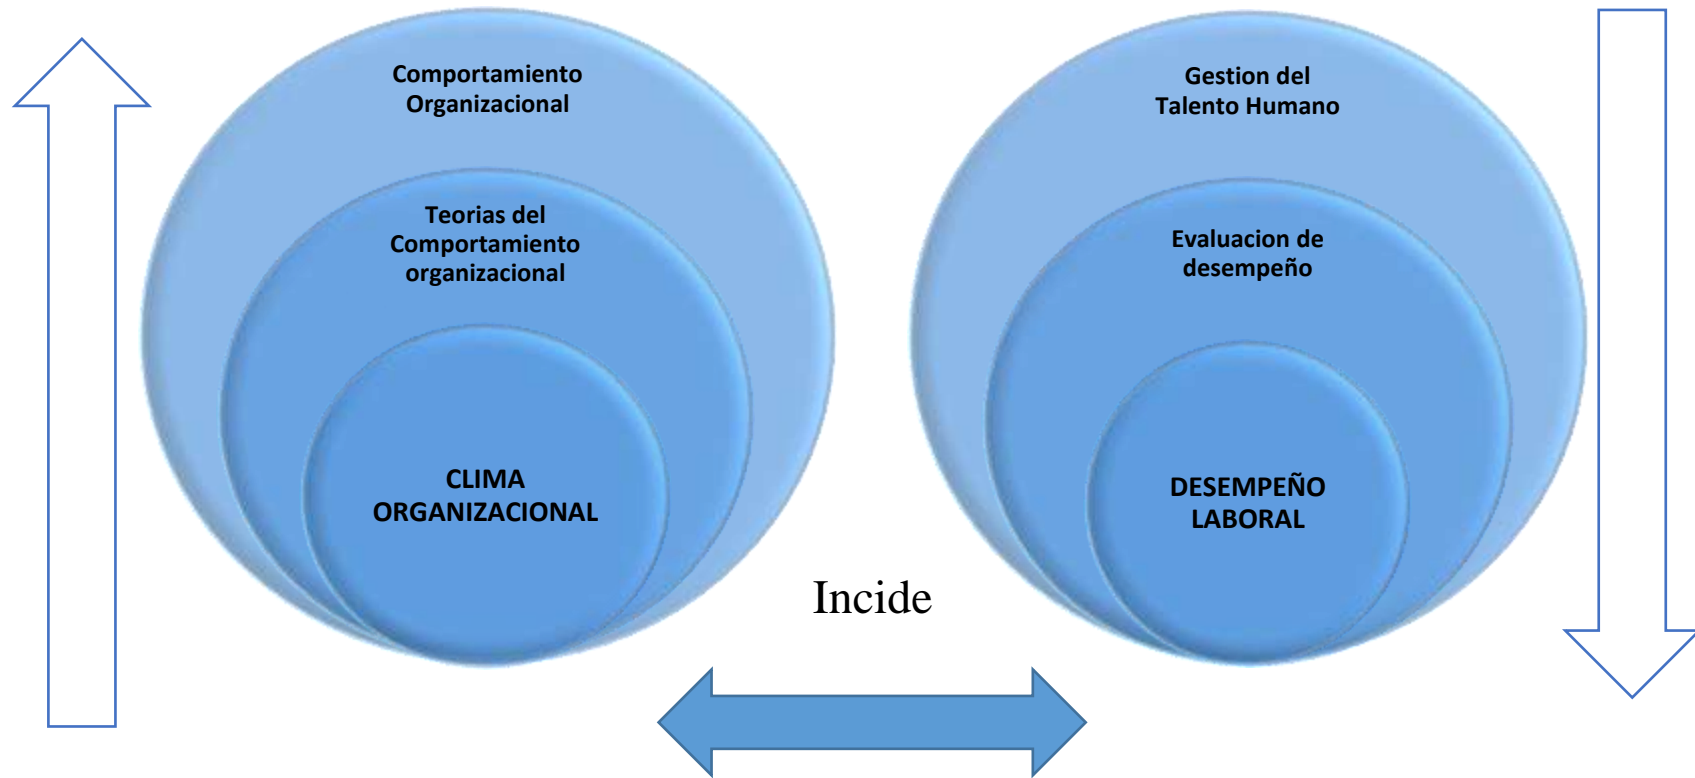 Comportamiento
Organizacional
Teorias del
Comportamiento
organizacional
CLIMA
ORGANIZACIONAL
Gestion del
Talento Humano
Evaluacion de
desempeño
DESEMPEÑO
LABORAL
Incide